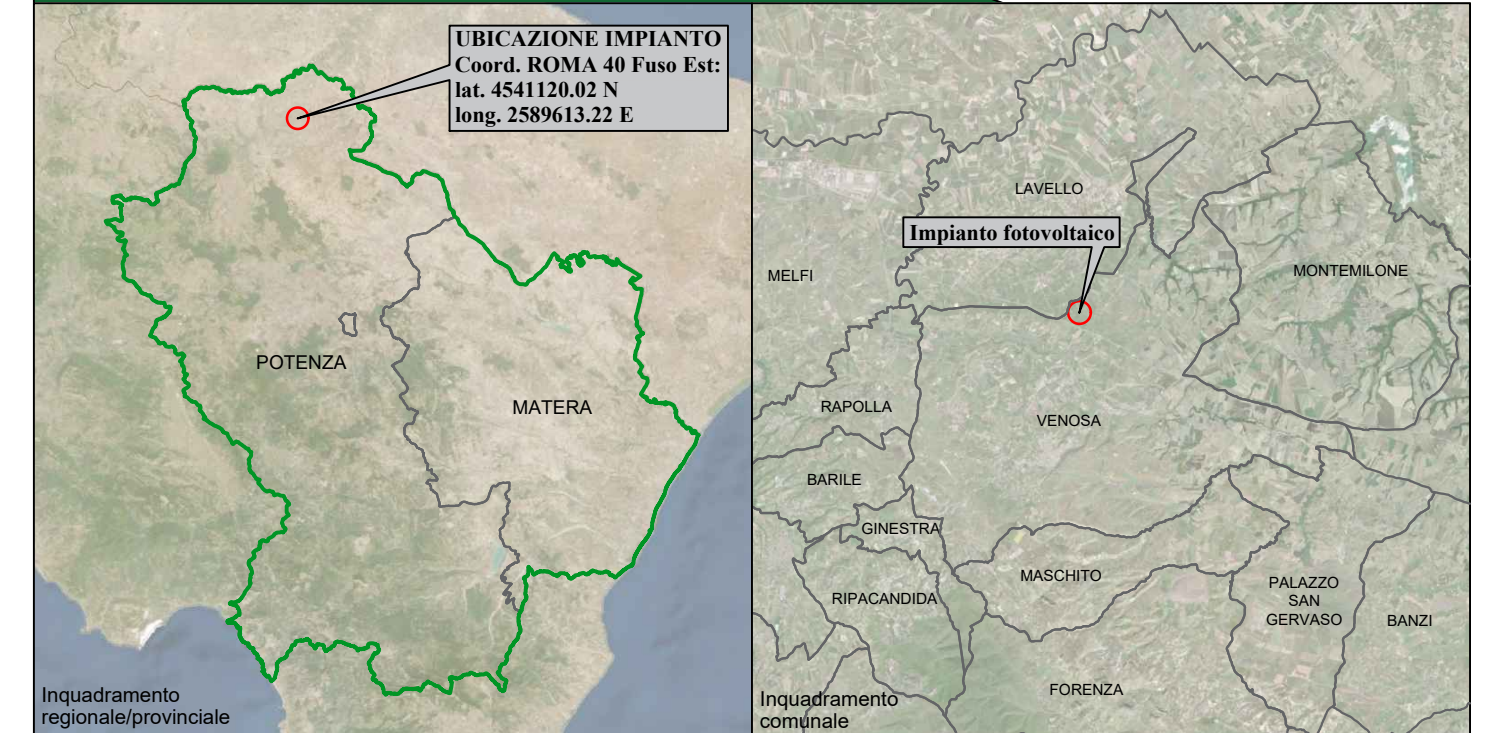 UBICAZIONE IMPIANTO
Coord. ROMA 40 Fuso Est:
lat. 4541120.02 N
long. 2589613.22 E
POTENZA
MATERA
Inquadramento
regionale/provinciale
LAVELLO
Impianto fotovoltaico
MELFI
MONTEMILONE
RAPOLLA
VENOSA
BARILE
GINESTRA
MASCHITO
RIPACANDIDA
PALAZZO
SAN
GERVASO
BANZI
FORENZA
Inquadramento
comunale